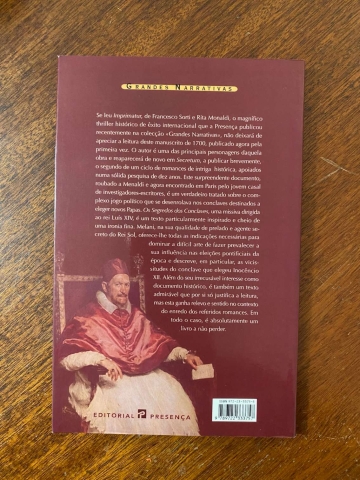 GRANDES NARRATIVAS
Se leu Imprimatur, de Francesco Sorti e Rita Monaldi, o magnífico
thriller histórico de êxito internacional que a Presença publicou
recentemente na colecção «Grandes Narrativas», não deixará de
apreciar a leitura deste manuscrito de 1700, publicado agora pela
primeira vez. O autor é uma das principais personagens daquela
obra e reaparecerá de novo em Secretum, a publicar brevemente,
o segundo de um ciclo de romances de intriga histórica, apoiados
numa sólida pesquisa de dez anos. Este surpreendente documento,
roubado a Menaldi e agora encontrado em Paris pelo jovem casal
de investigadores-escritores, é um verdadeiro tratado sobre o com-
plexo jogo político que se desenrolava nos conclaves destinados a
eleger novos Papas. Os Segredos dos Conclaves, uma missiva dirigida
ao rei Luís XIV, é um texto particularmente inspirado e cheio de
uma ironia fina. Melani, na sua qualidade de prelado e agente se-
creto do Rei Sol, oferece-lhe todas as indicações necessárias para
dominar a difícil arte de fazer prevalecer a
sua influência nas eleições pontificiais da
época e descreve, em particular, as vicis-
situdes do conclave que elegeu Inocêncio
XII. Além do seu irrecusável interesse como
documento histórico, é também um texto
admirável que por si só justifica a leitura,
mas esta ganha relevo e sentido no contexto
do enredo dos referidos romances. Em
todo o caso, é absolutamente um
livro a não perder.
EDITORIAL PRESENÇA